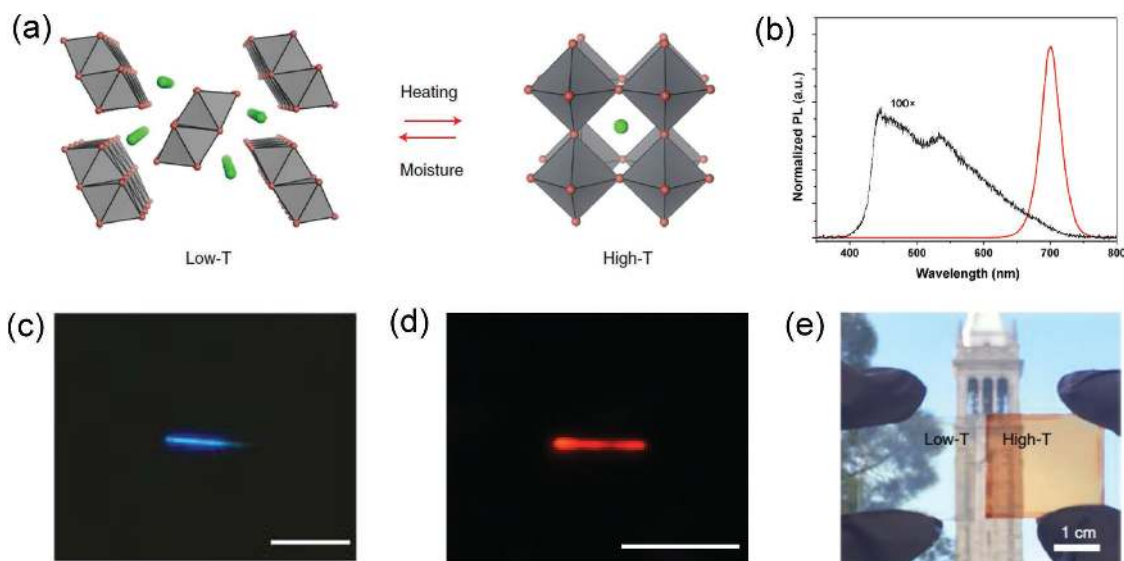 (a)
Heating
Moisture
Low-T
High-T
(b)
Normalized PL (a.u.)
100×
400
500
600
700
800
Wavelength (nm)
(c)
(d)
(e)
Low-T
High-T
1 cm